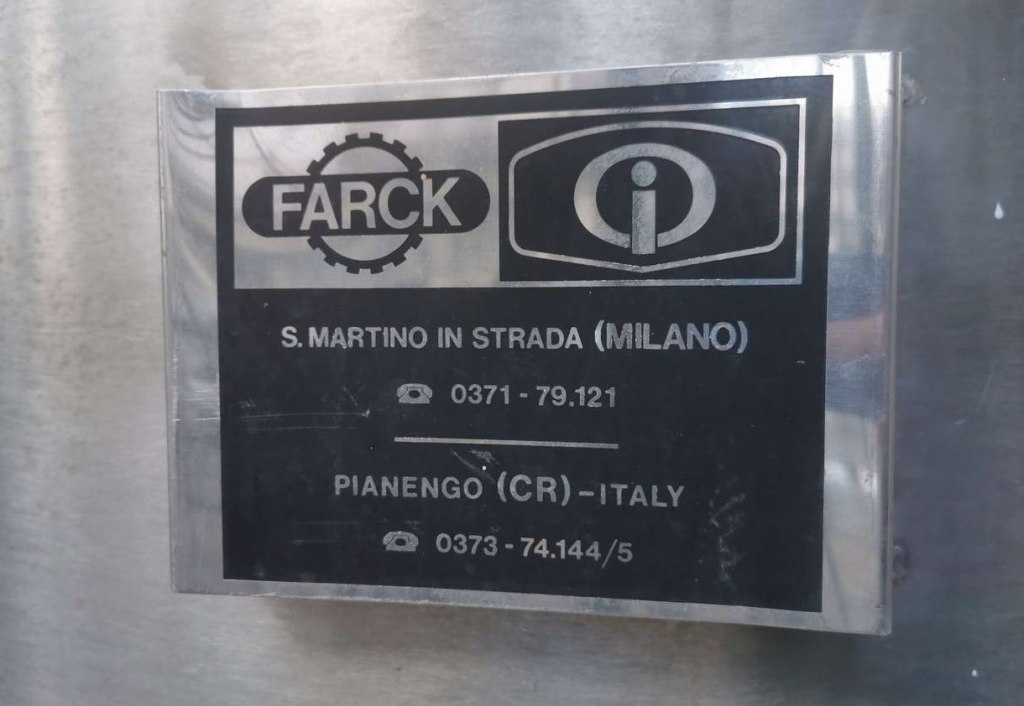 FARCK
i
S. MARTINO IN STRADA (MILANO)
☎ 0371 - 79.121
PIANENGO (CR) - ITALY
☎ 0373 - 74.144/5